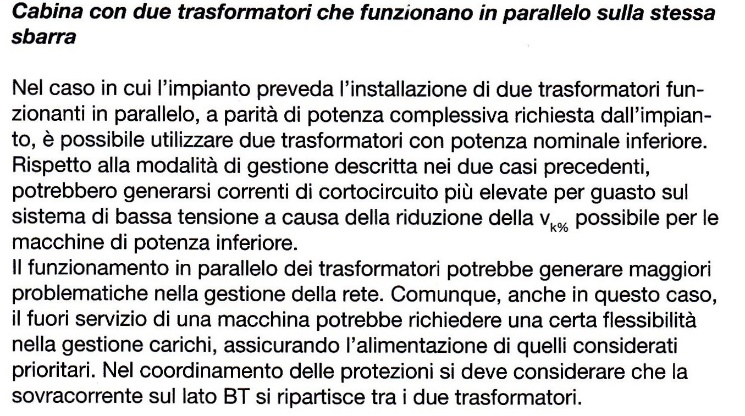 Cabina con due trasformatori che funzionano in parallelo sulla stessa
sbarra
Nel caso in cui l'impianto preveda l'installazione di due trasformatori fun-
zionanti in parallelo, a parità di potenza complessiva richiesta dall'impian-
to, è possibile utilizzare due trasformatori con potenza nominale inferiore.
Rispetto alla modalità di gestione descritta nei due casi precedenti,
potrebbero generarsi correnti di cortocircuito più elevate per guasto sul
sistema di bassa tensione a causa della riduzione della vk% possibile per le
macchine di potenza inferiore.
Il funzionamento in parallelo dei trasformatori potrebbe generare maggiori
problematiche nella gestione della rete. Comunque, anche in questo caso,
il fuori servizio di una macchina potrebbe richiedere una certa flessibilità
nella gestione carichi, assicurando l'alimentazione di quelli considerati
prioritari. Nel coordinamento delle protezioni si deve considerare che la
sovracorrente sul lato BT si ripartisce tra i due trasformatori.